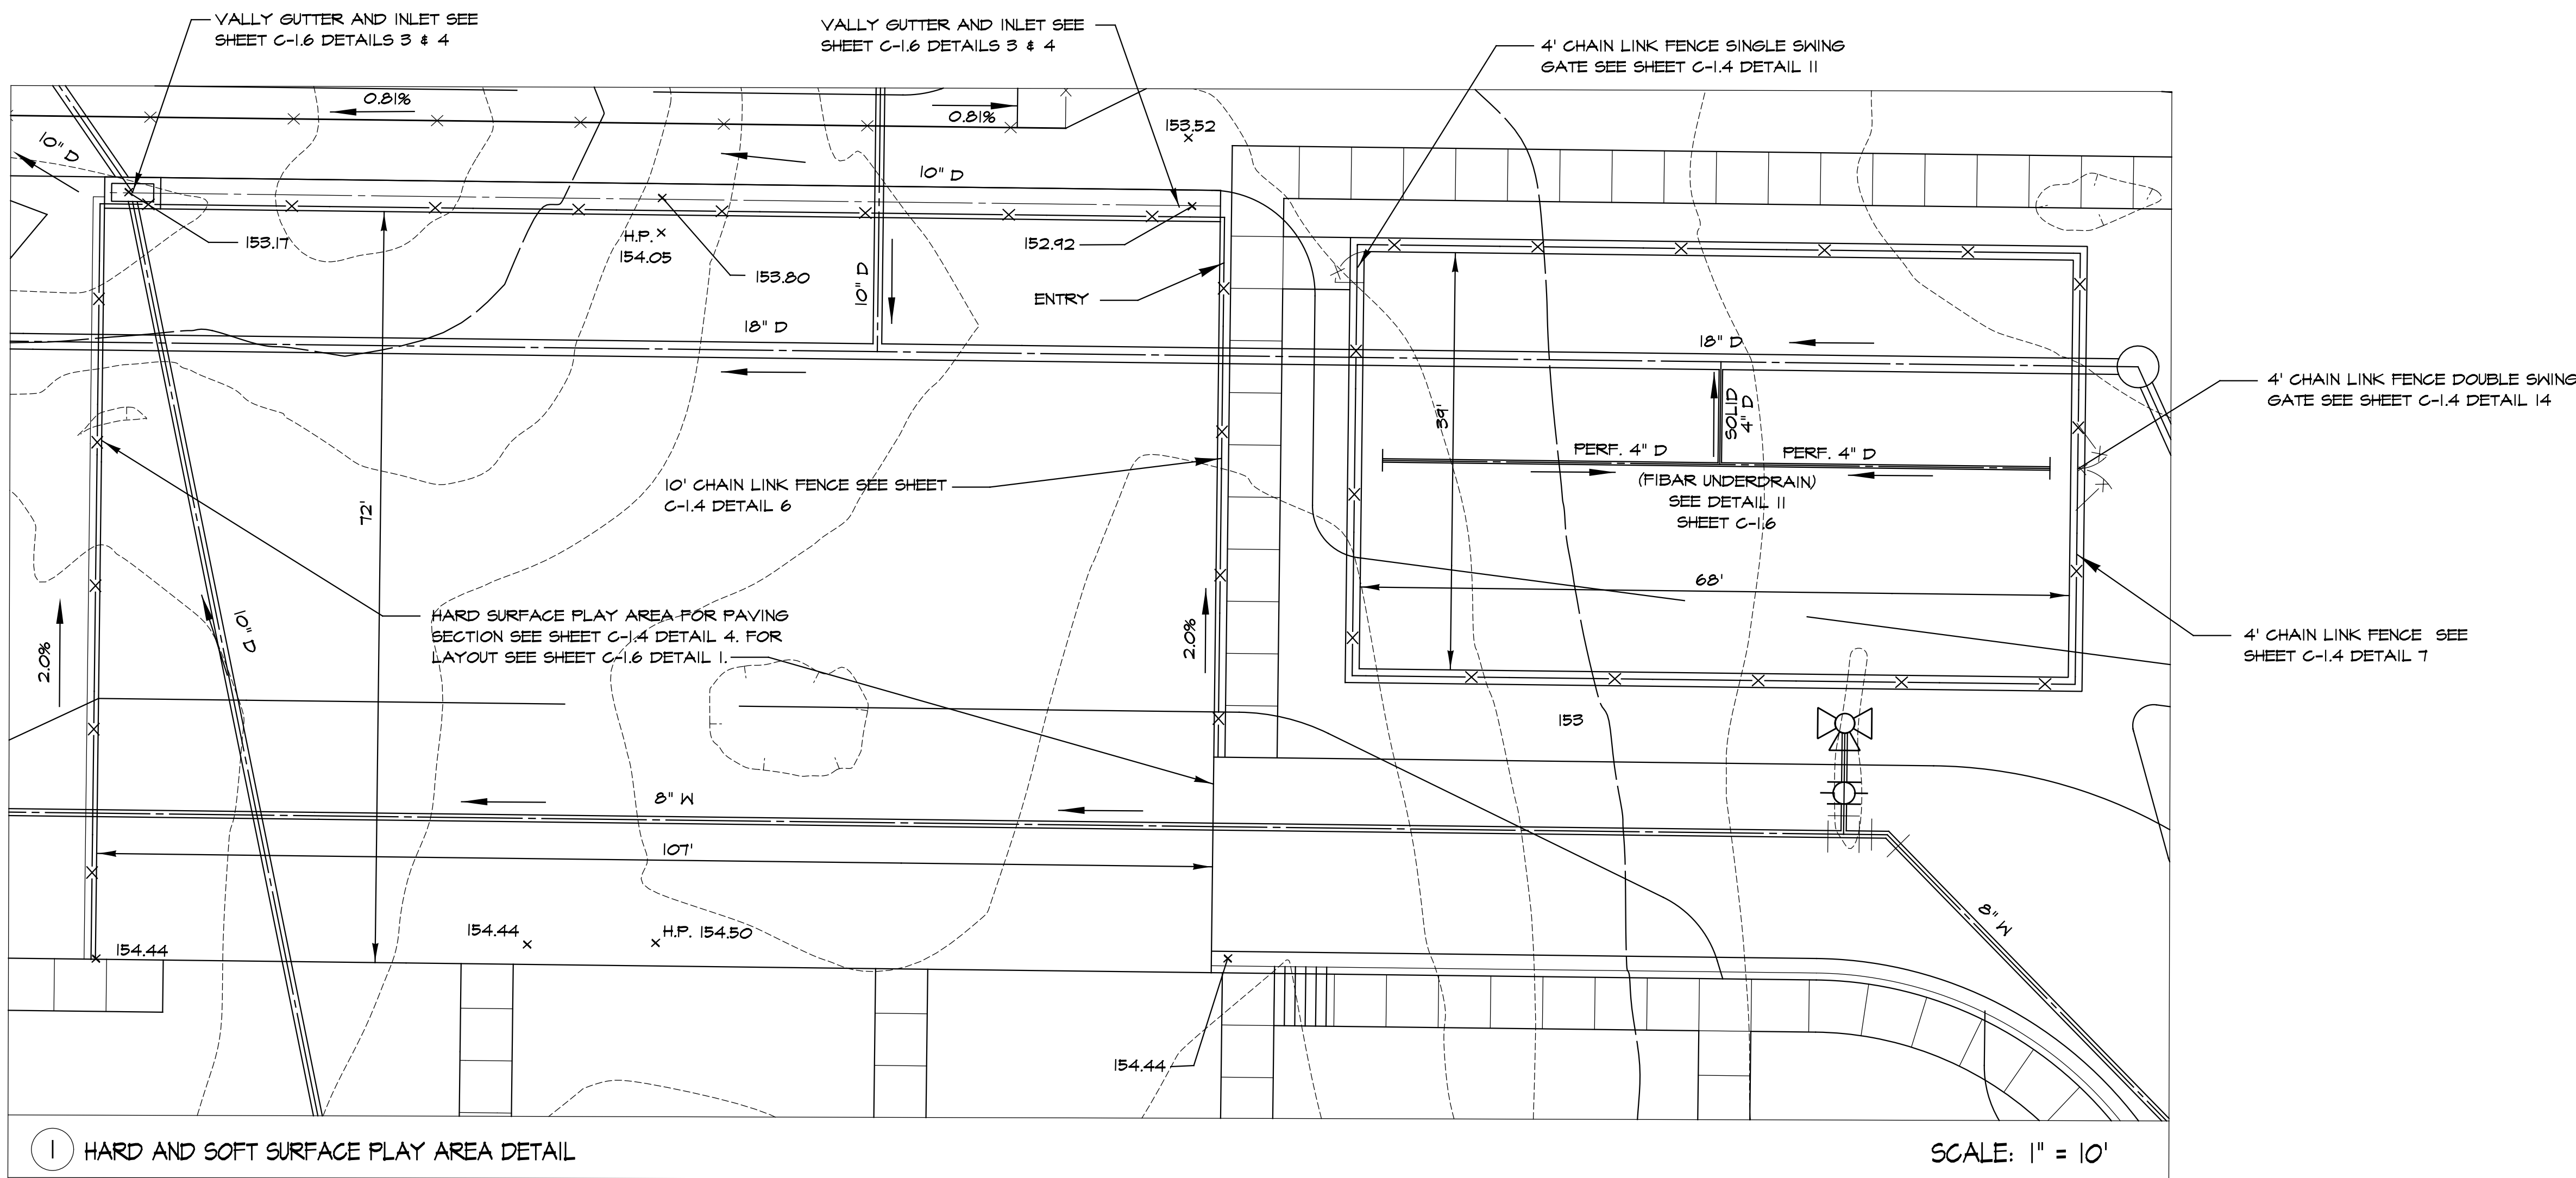 VALLY GUTTER AND INLET SEE
SHEET C-1.6 DETAILS 3 & 4
VALLY GUTTER AND INLET SEE
SHEET C-1.6 DETAILS 3 & 4
4' CHAIN LINK FENCE SINGLE SWING
GATE SEE SHEET C-1.4 DETAIL 11
0.81%
0.81%
153.52
10" D
10" D
153.17
H.P.
154.05
153.80
152.92
10" D
ENTRY
18" D
18" D
4' CHAIN LINK FENCE DOUBLE SWING
GATE SEE SHEET C-1.4 DETAIL 14
39'
SOLID
4" D
PERF. 4" D
PERF. 4" D
(FIBAR UNDERDRAIN)
SEE DETAIL 11
SHEET C-1.6
10' CHAIN LINK FENCE SEE SHEET
C-1.4 DETAIL 6
72'
68'
10" D
HARD SURFACE PLAY AREA FOR PAVING
SECTION SEE SHEET C-1.4 DETAIL 4. FOR
LAYOUT SEE SHEET C-1.6 DETAIL 1.
2.0%
2.0%
4' CHAIN LINK FENCE SEE
SHEET C-1.4 DETAIL 7
153
8" W
107'
8" W
154.44
H.P. 154.50
154.44
154.44
1 HARD AND SOFT SURFACE PLAY AREA DETAIL
SCALE: 1" = 10'